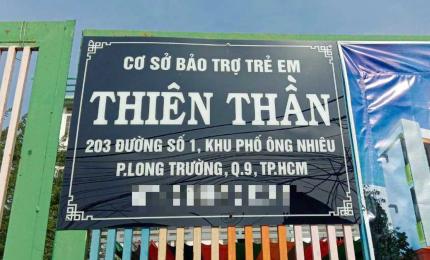 CƠ SỞ BẢO TRỢ TRẺ EM
THIÊN THẦN
203 ĐƯỜNG SỐ 1, KHU PHỐ ÔNG NHIÊU
P.LONG TRƯỜNG, Q.9, TP.HCM